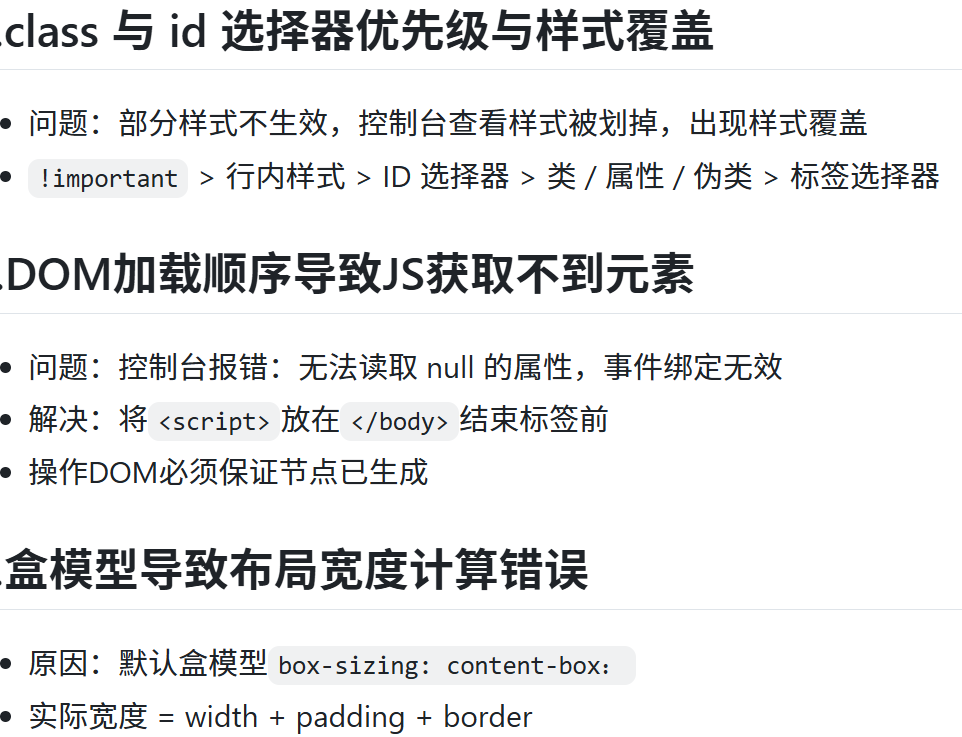 .class 与 id 选择器优先级与样式覆盖
问题：部分样式不生效，控制台查看样式被划掉，出现样式覆盖
!important > 行内样式 > ID 选择器 > 类 / 属性 / 伪类 > 标签选择器
.DOM加载顺序导致JS获取不到元素
问题：控制台报错：无法读取 null 的属性，事件绑定无效
解决：将<script>放在</body>结束标签前
操作DOM必须保证节点已生成
.盒模型导致布局宽度计算错误
原因：默认盒模型box-sizing: content-box：
实际宽度 = width + padding + border